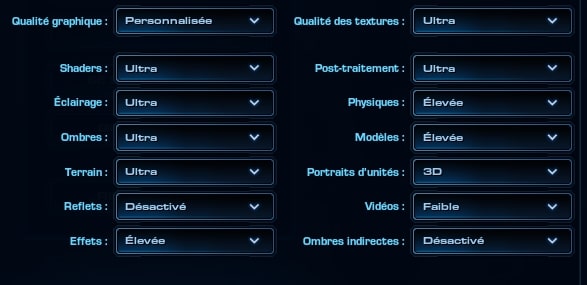 Qualité graphique : Personnalisée Qualité des textures : Ultra
Shaders : Ultra Post-traitement : Ultra
Éclairage : Ultra Physiques : Élevée
Ombres : Ultra Modèles : Élevée
Terrain : Ultra Portraits d'unités : 3D
Reflets : Désactivé Vidéos : Faible
Effets : Élevée Ombres indirectes : Désactivé